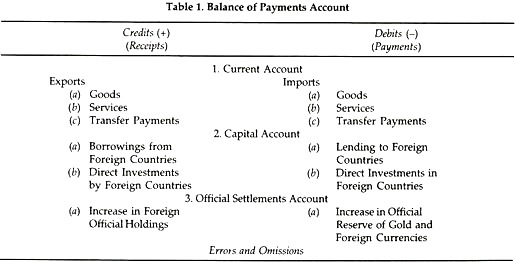 Table 1. Balance of Payments Account
Credits (+) Debits (–)
(Receipts) (Payments)
1. Current Account
Exports Imports
(a) Goods (a) Goods
(b) Services (b) Services
(c) Transfer Payments (c) Transfer Payments
2. Capital Account
(a) Borrowings from (a) Lending to Foreign
Foreign Countries Countries
(b) Direct Investments (b) Direct Investments in
by Foreign Countries Foreign Countries
3. Official Settlements Account
(a) Increase in Foreign (a) Increase in Official
Official Holdings Reserve of Gold and
Foreign Currencies
Errors and Omissions